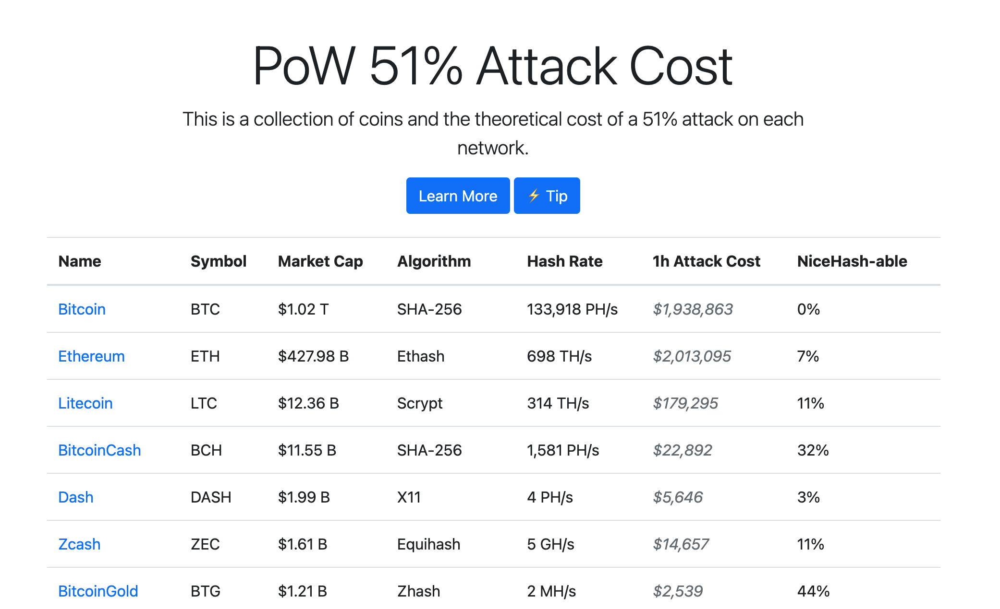 PoW 51% Attack Cost
This is a collection of coins and the theoretical cost of a 51% attack on each
network.
Learn More ⚡ Tip
Name Symbol Market Cap Algorithm Hash Rate 1h Attack Cost NiceHash-able
Bitcoin BTC $1.02 T SHA-256 133,918 PH/s $1,938,863 0%
Ethereum ETH $427.98 B Ethash 698 TH/s $2,013,095 7%
Litecoin LTC $12.36 B Scrypt 314 TH/s $179,295 11%
BitcoinCash BCH $11.55 B SHA-256 1,581 PH/s $22,892 32%
Dash DASH $1.99 B X11 4 PH/s $5,646 3%
Zcash ZEC $1.61 B Equihash 5 GH/s $14,657 11%
BitcoinGold BTG $1.21 B Zhash 2 MH/s $2,539 44%